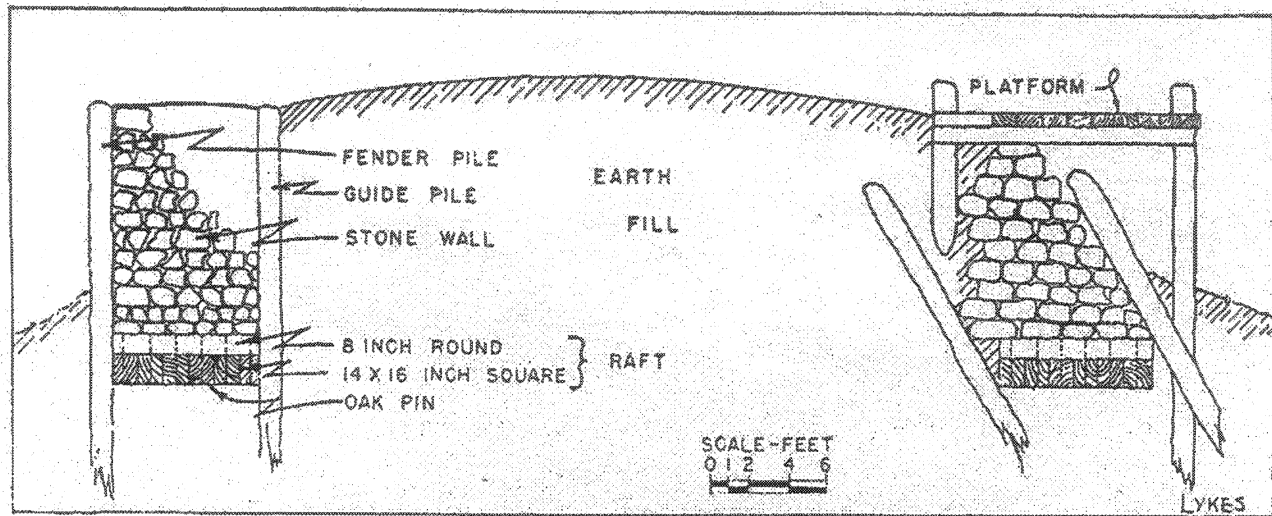 PLATFORM
FENDER PILE
GUIDE PILE
STONE WALL
EARTH
FILL
8 INCH ROUND
14 X 16 INCH SQUARE
RAFT
OAK PIN
SCALE-FEET
0 1 2 4 6
LYKES